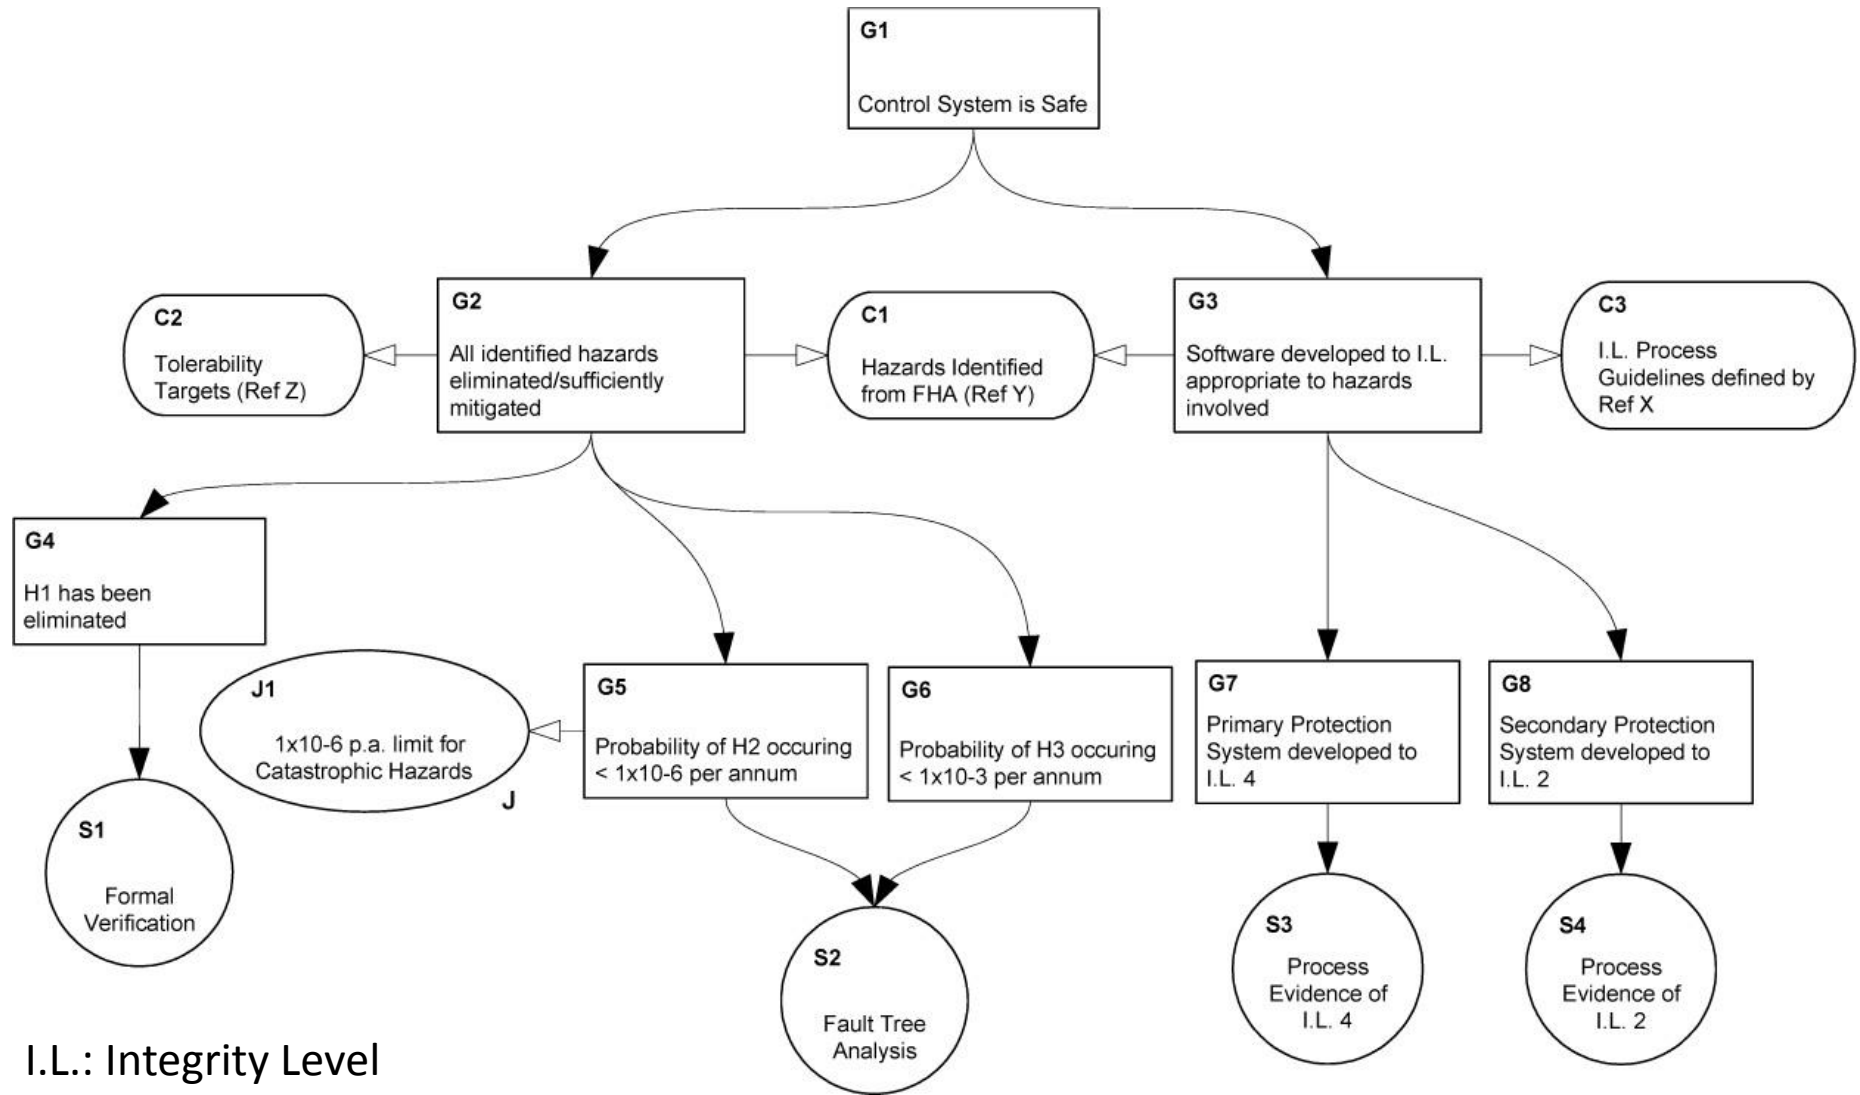 G1
Control System is Safe
C2
Tolerability
Targets (Ref Z)
G2
All identified hazards
eliminated/sufficiently
mitigated
C1
Hazards Identified
from FHA (Ref Y)
G3
Software developed to I.L.
appropriate to hazards
involved
C3
I.L. Process
Guidelines defined by
Ref X
G4
H1 has been
eliminated
J1
1x10-6 p.a. limit for
Catastrophic Hazards
J
G5
Probability of H2 occuring
< 1x10-6 per annum
G6
Probability of H3 occuring
< 1x10-3 per annum
G7
Primary Protection
System developed to
I.L. 4
G8
Secondary Protection
System developed to
I.L. 2
S1
Formal
Verification
S2
Fault Tree
Analysis
S3
Process
Evidence of
I.L. 4
S4
Process
Evidence of
I.L. 2
I.L.: Integrity Level